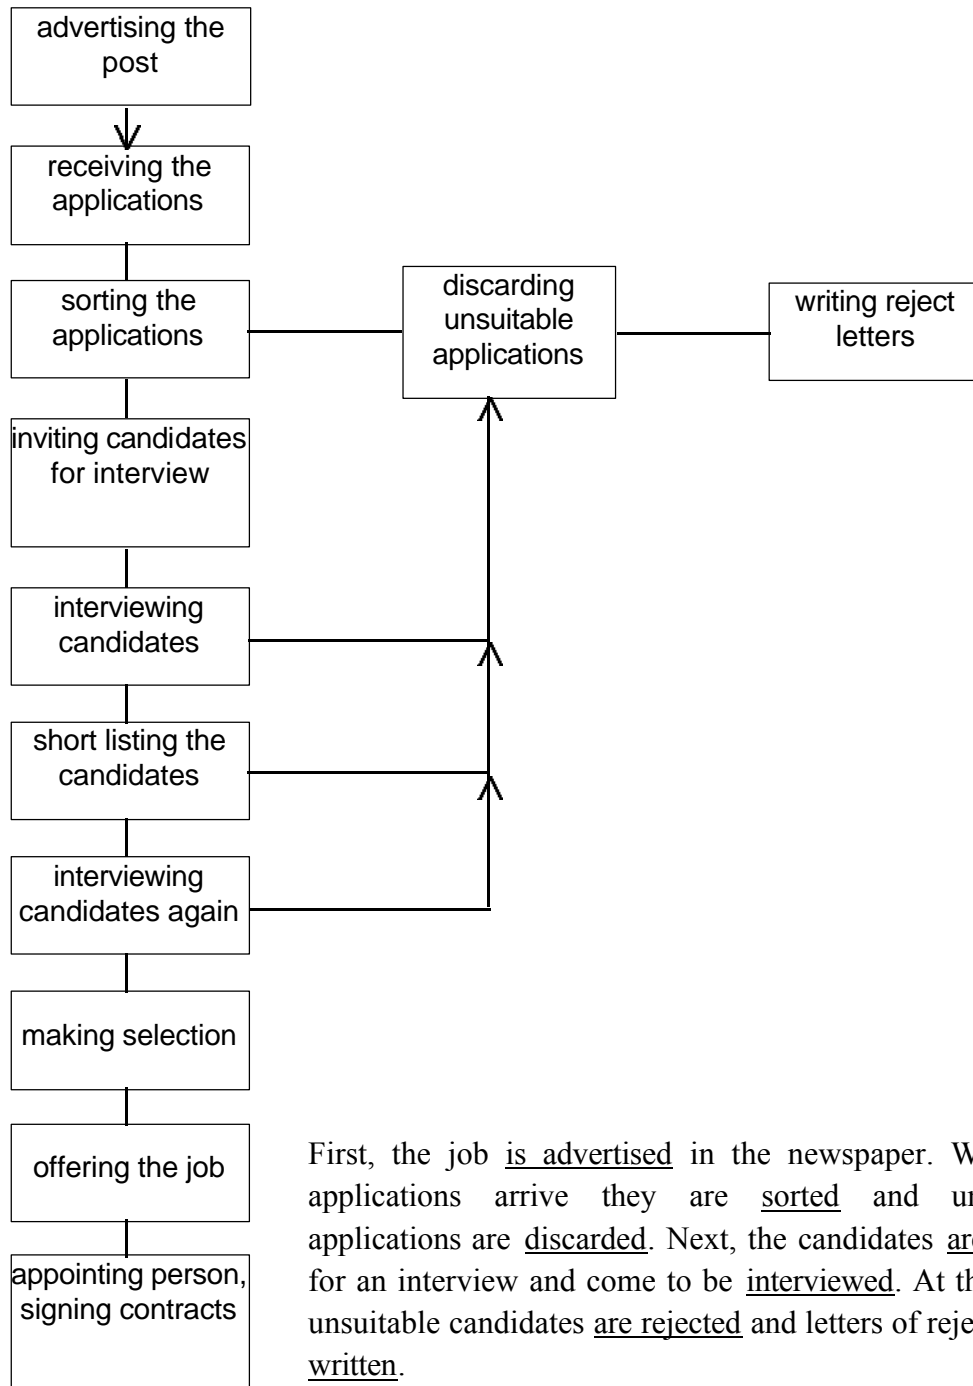 advertising the
post
receiving the
applications
sorting the
applications
discarding
unsuitable
applications
writing reject
letters
inviting candidates
for interview
interviewing
candidates
short listing the
candidates
interviewing
candidates again
making selection
offering the job
appointing person,
signing contracts
First, the job is advertised in the newspaper.
applications arrive they are sorted and
applications are discarded. Next, the candidates
for an interview and come to be interviewed. At
unsuitable candidates are rejected and letters of
written.